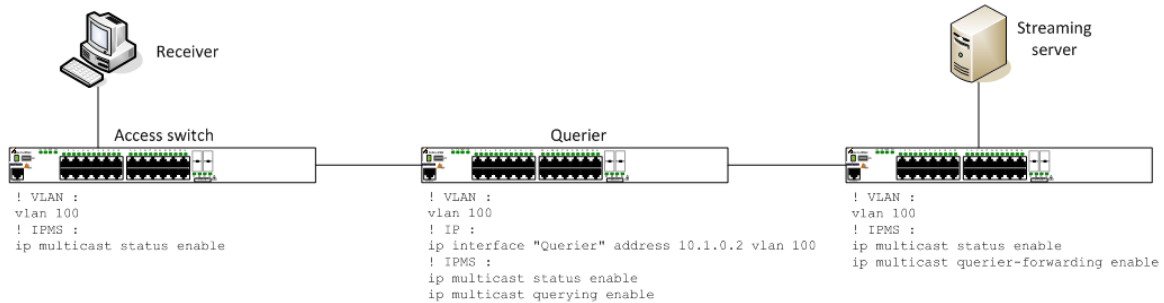 Receiver
Streaming
server
Access switch
Querier
! VLAN :
vlan 100
! IPMS :
ip multicast status enable
! VLAN :
vlan 100
! IP :
ip interface "Querier" address 10.1.0.2 vlan 100
! IPMS :
ip multicast status enable
ip multicast querying enable
! VLAN :
vlan 100
! IPMS :
ip multicast status enable
ip multicast querier-forwarding enable